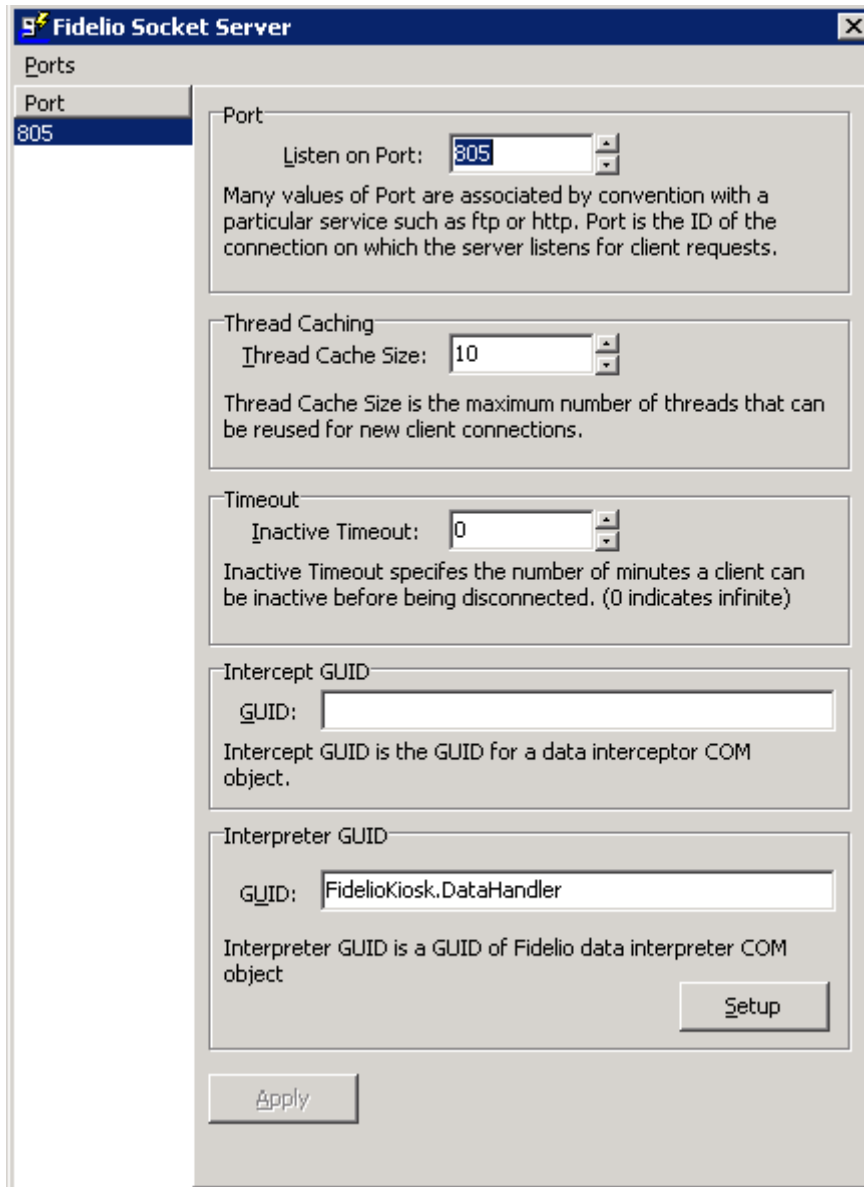 Fidelio Socket Server
Ports
Port
805
Port
Listen on Port: 805
Many values of Port are associated by convention with a
particular service such as ftp or http. Port is the ID of the
connection on which the server listens for client requests.
Thread Caching
Thread Cache Size: 10
Thread Cache Size is the maximum number of threads that can
be reused for new client connections.
Timeout
Inactive Timeout: 0
Inactive Timeout specifes the number of minutes a client can
be inactive before being disconnected. (0 indicates infinite)
Intercept GUID
GUID:
Intercept GUID is the GUID for a data interceptor COM
object.
Interpreter GUID
GUID: FidelioKiosk.DataHandler
Interpreter GUID is a GUID of Fidelio data interpreter COM
object
Setup
Apply